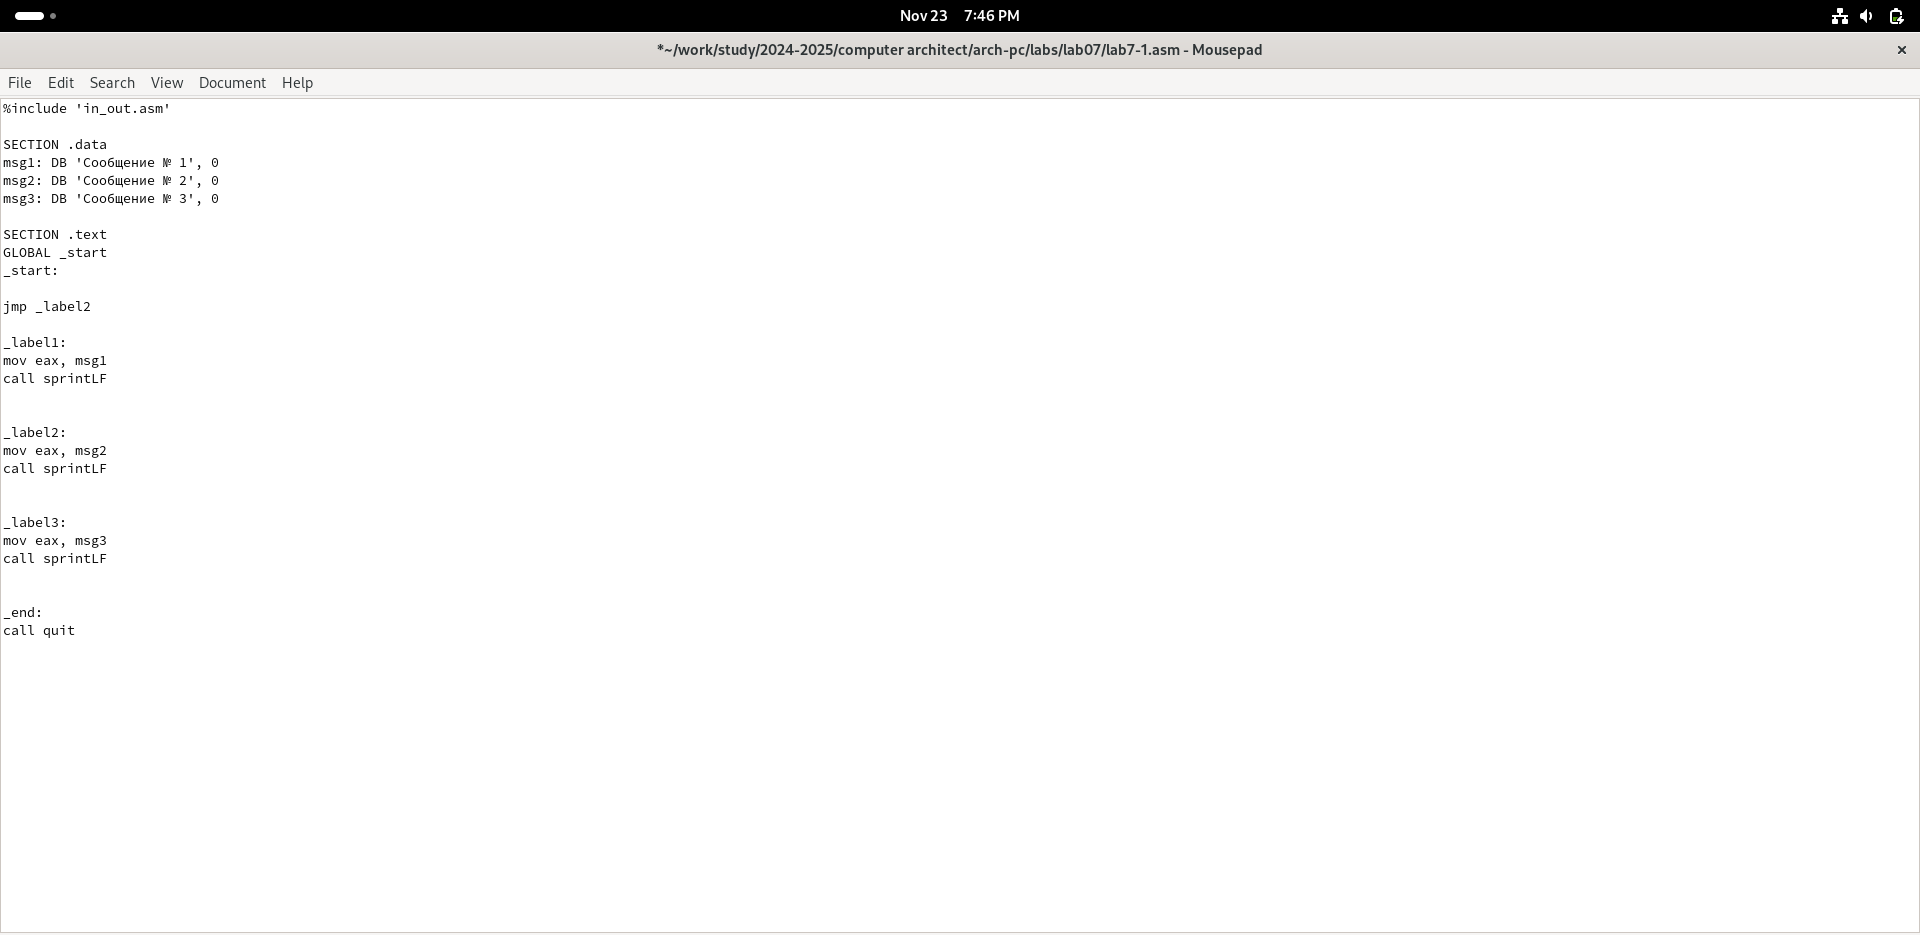 Nov 23 7:46 PM
*~/work/study/2024-2025/computer architect/arch-pc/labs/lab07/lab7-1.asm - Mousepad
File Edit Search View Document Help
%include 'in_out.asm'
SECTION .data
msg1: DB 'Сообщение № 1', 0
msg2: DB 'Сообщение № 2', 0
msg3: DB 'Сообщение № 3', 0
SECTION .text
GLOBAL _start
_start:
jmp _label2
_label1:
mov eax, msg1
call sprintLF
_label2:
mov eax, msg2
call sprintLF
_label3:
mov eax, msg3
call sprintLF
_end:
call quit